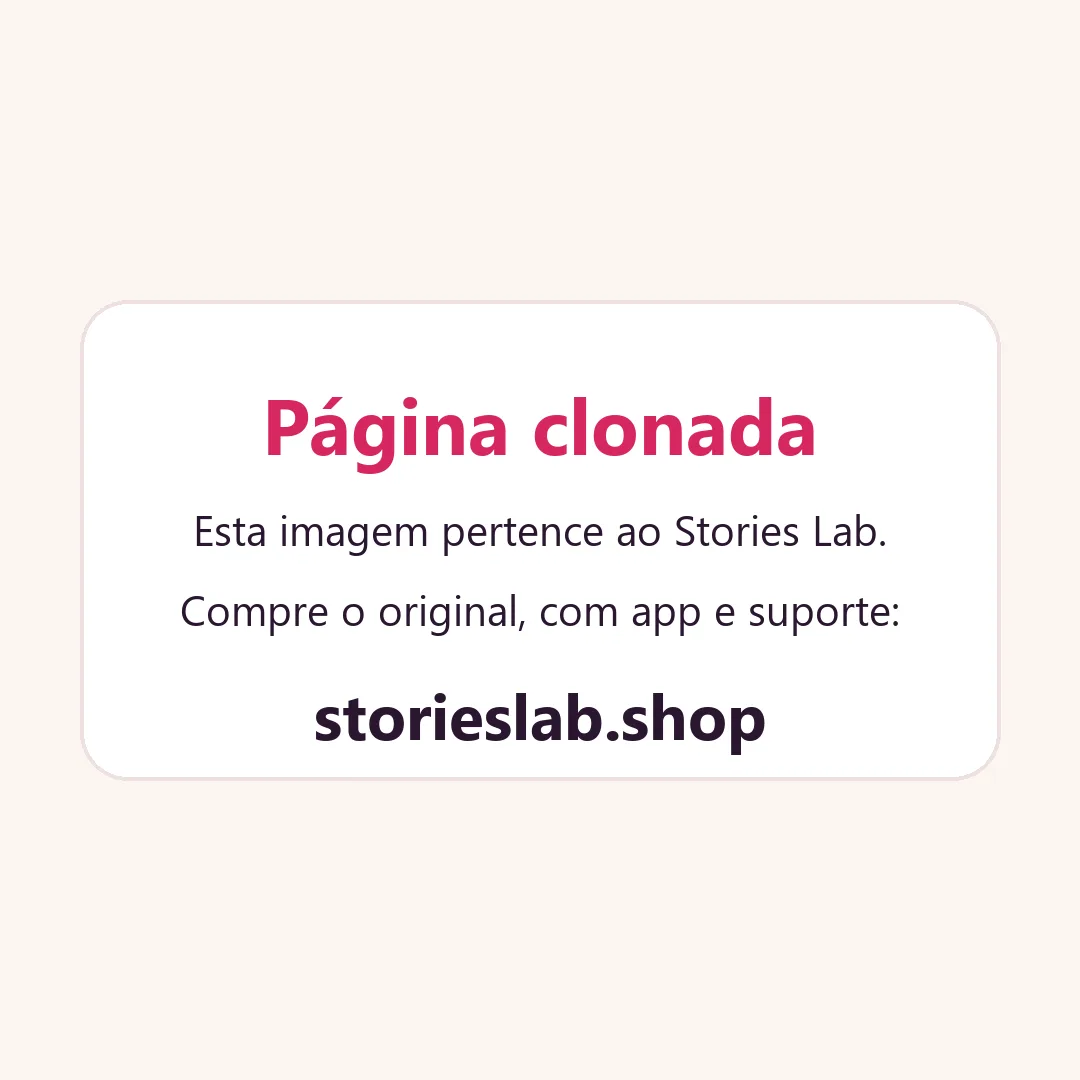 Página clonada
Esta imagem pertence ao Stories Lab.
Compre o original, com app e suporte:
storieslab.shop